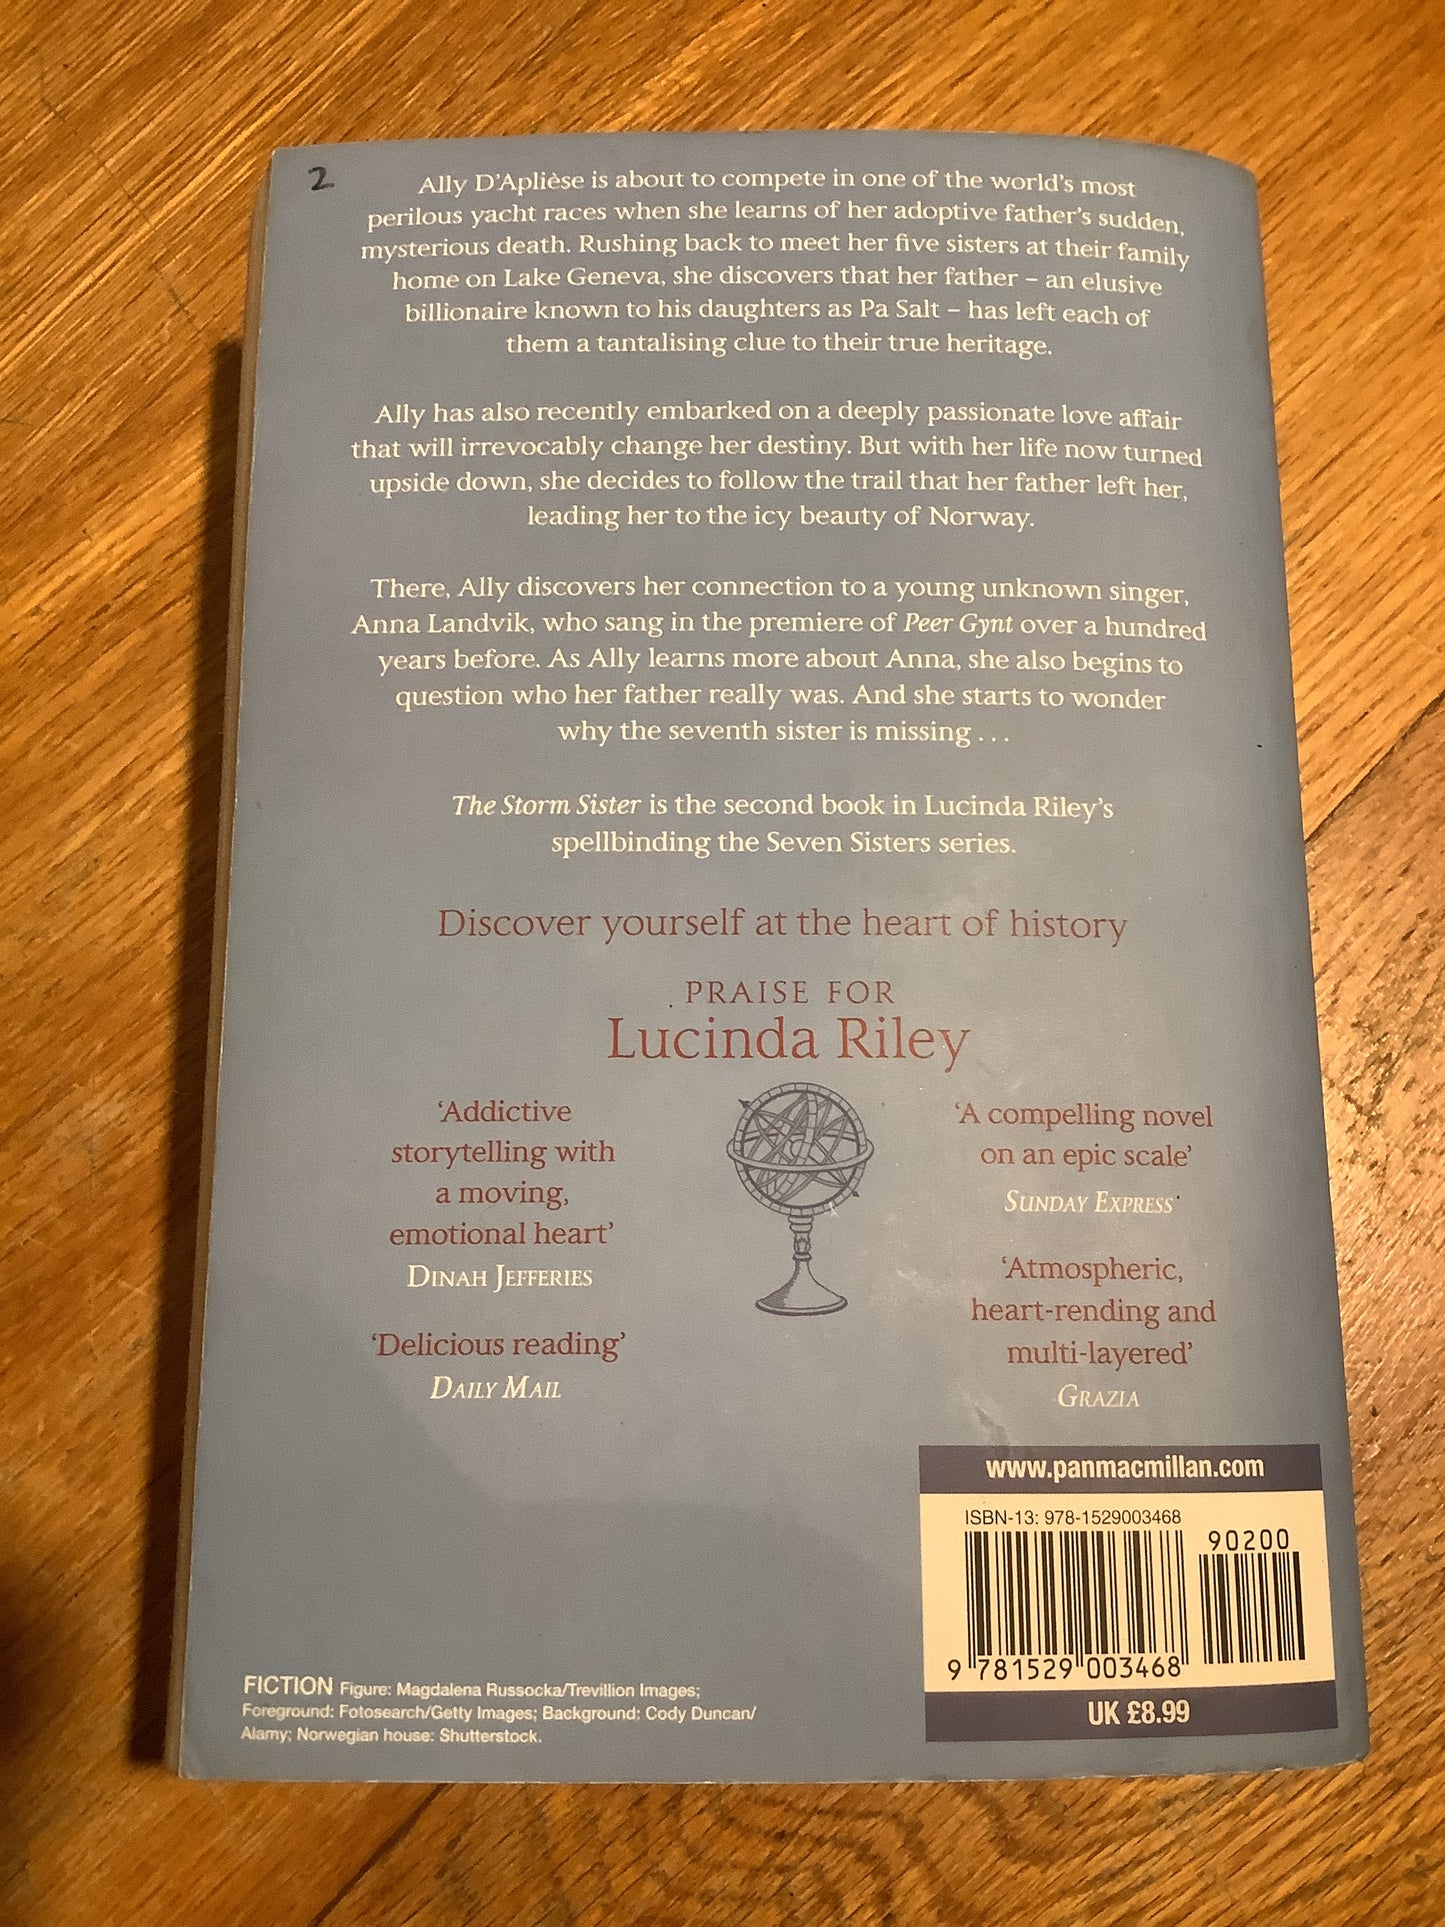 2
Ally D'Aplièse is about to compete in one of the world's most
perilous yacht races when she learns of her adoptive father's sudden,
mysterious death. Rushing back to meet her five sisters at their family
home on Lake Geneva, she discovers that her father – an elusive
billionaire known to his daughters as Pa Salt – has left each of
them a tantalising clue to their true heritage.
Ally has also recently embarked on a deeply passionate love affair
that will irrevocably change her destiny. But with her life now turned
upside down, she decides to follow the trail that her father left her,
leading her to the icy beauty of Norway.
There, Ally discovers her connection to a young unknown singer,
Anna Landvik, who sang in the premiere of Peer Gynt over a hundred
years before. As Ally learns more about Anna, she also begins to
question who her father really was. And she starts to wonder
why the seventh sister is missing . . .
The Storm Sister is the second book in Lucinda Riley's
spellbinding the Seven Sisters series.
Discover yourself at the heart of history
PRAISE FOR
Lucinda Riley
'Addictive
storytelling with
a moving,
emotional heart'
DINAH JEFFERIES
'Delicious reading'
DAILY MAIL
'A compelling novel
on an epic scale'
SUNDAY EXPRESS
'Atmospheric,
heart-rending and
multi-layered'
GRAZIA
www.panmacmillan.com
ISBN-13: 978-1529003468
90200
9 781529 003468
UK £8.99
FICTION Figure: Magdalena Russocka/Trevillion Images;
Foreground: Fotosearch/Getty Images; Background: Cody Duncan/
Alamy; Norwegian house: Shutterstock.